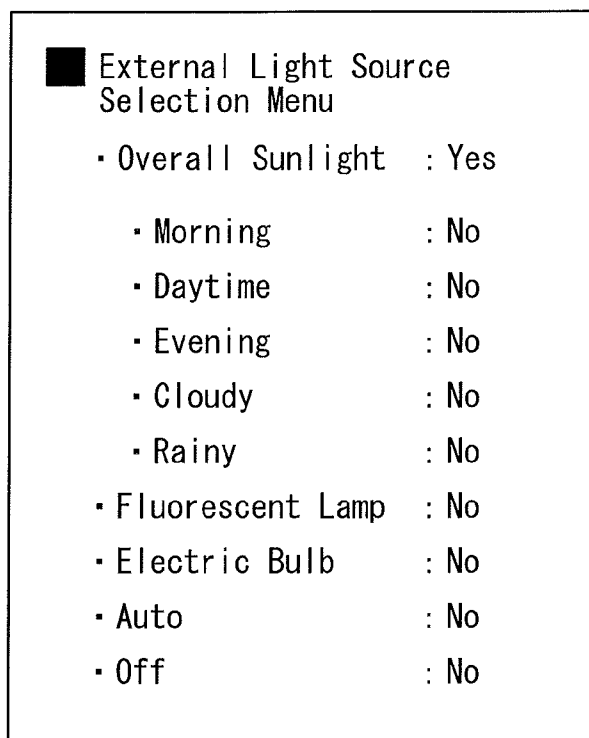 ■ External Light Source
Selection Menu
・Overall Sunlight : Yes
・Morning : No
・Daytime : No
・Evening : No
・Cloudy : No
・Rainy : No
・Fluorescent Lamp : No
・Electric Bulb : No
・Auto : No
・Off : No